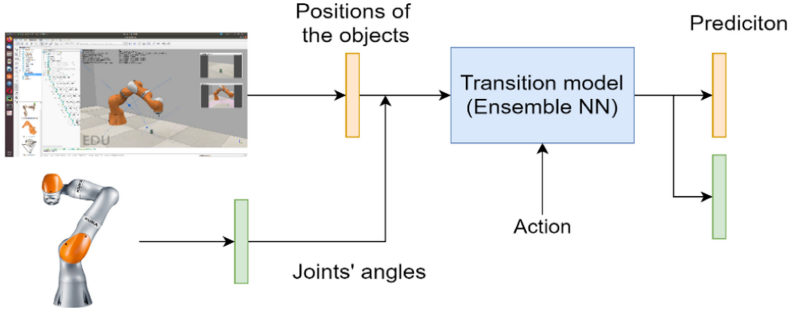 Positions of
the objects
Prediciton
Transition model
(Ensemble NN)
EDU
Action
Joints' angles